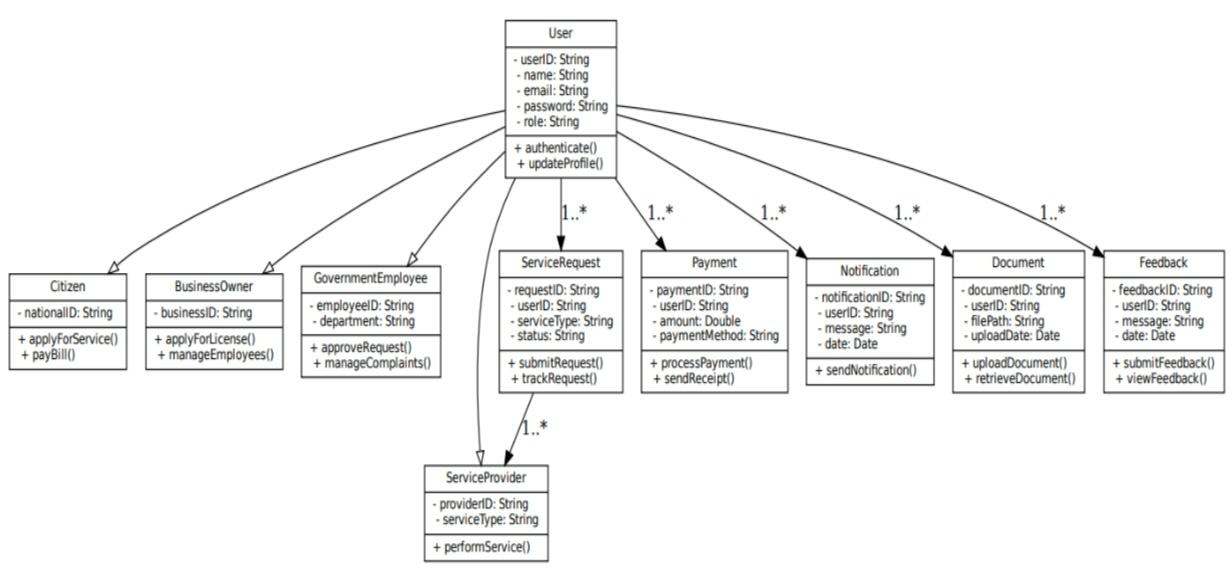 User
- userID: String
- name: String
- email: String
- password: String
- role: String
+ authenticate()
+ updateProfile()
1..*
1..*
1..*
1..*
1..*
Citizen
- nationalID: String
+ applyForService()
+ payBill()
BusinessOwner
- businessID: String
+ applyForLicense()
+ manageEmployees()
GovernmentEmployee
- employeeID: String
- department: String
+ approveRequest()
+ manageComplaints()
ServiceRequest
- requestID: String
- userID: String
- serviceType: String
- status: String
+ submitRequest()
+ trackRequest()
Payment
- paymentID: String
- userID: String
- amount: Double
- paymentMethod: String
+ processPayment()
+ sendReceipt()
Notification
- notificationID: String
- userID: String
- message: String
- date: Date
+ sendNotification()
Document
- documentID: String
- userID: String
- filePath: String
- uploadDate: Date
+ uploadDocument()
+ retrieveDocument()
Feedback
- feedbackID: String
- userID: String
- message: String
- date: Date
+ submitFeedback()
+ viewFeedback()
1..*
ServiceProvider
- providerID: String
- serviceType: String
+ performService()